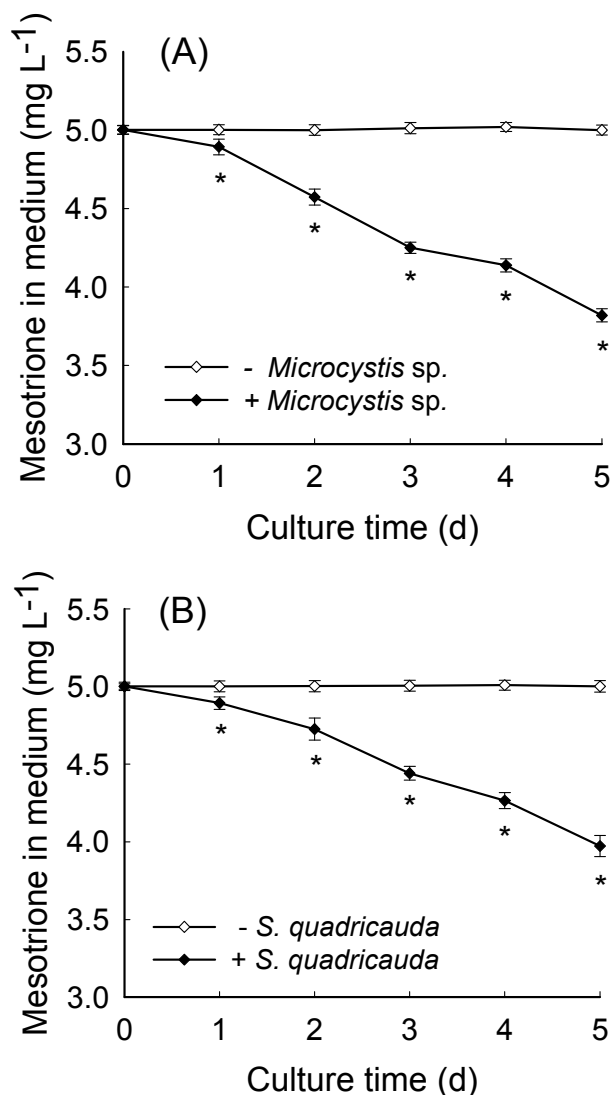 (A)
Mesotrione in medium (mg L⁻¹)
5.5
5.0
4.5
4.0
3.5
3.0
*
*
*
*
*
- Microcystis sp.
+ Microcystis sp.
0 1 2 3 4 5
Culture time (d)
(B)
Mesotrione in medium (mg L⁻¹)
5.5
5.0
4.5
4.0
3.5
3.0
*
*
*
*
*
- S. quadricauda
+ S. quadricauda
0 1 2 3 4 5
Culture time (d)